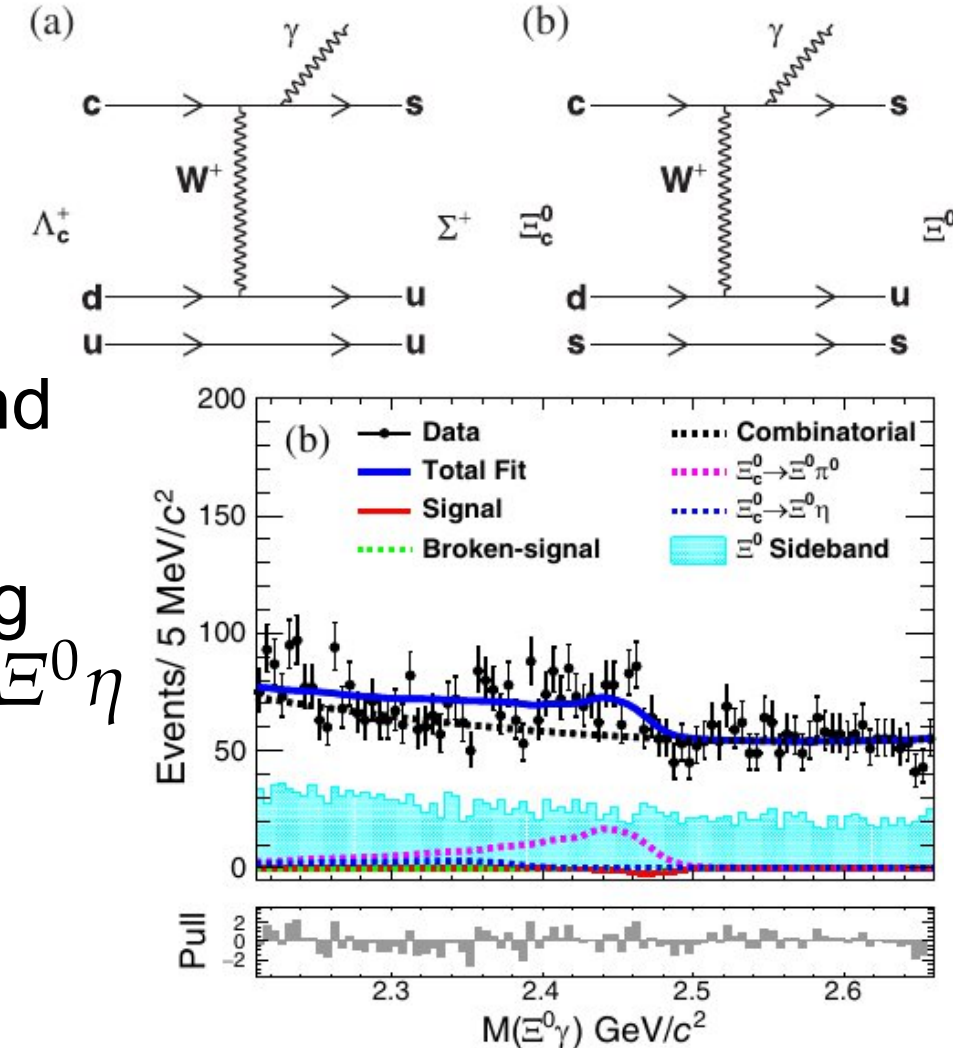 (a)
(b)
γ
γ
c
s
c
s
W⁺
W⁺
Λc⁺
Σ⁺
Ξc⁰
Ξ⁰
d
u
d
u
u
u
s
s
nd
g
Ξ⁰ η
(b)
Data
Total Fit
Signal
Broken-signal
Combinatorial
Ξc⁰→Ξ⁰π⁰
Ξc⁰→Ξ⁰η
Ξ⁰ Sideband
Events/ 5 MeV/c²
200
150
100
50
0
Pull
2
0
−2
2.3
2.4
2.5
2.6
M(Ξ⁰γ) GeV/c²